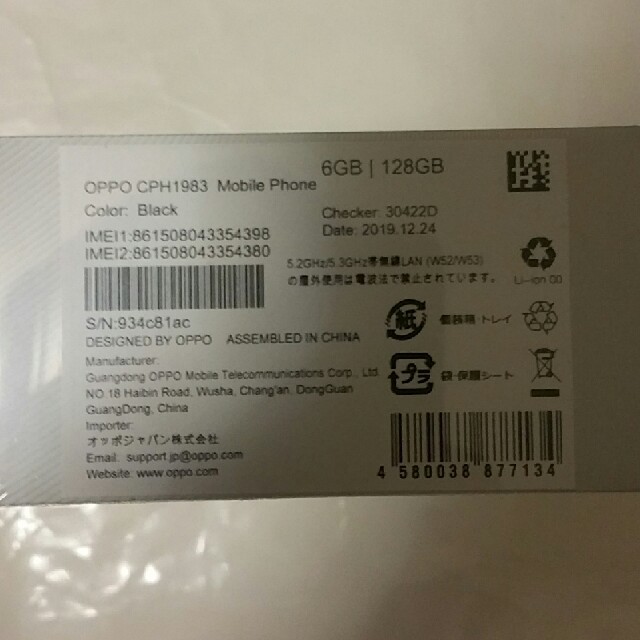 OPPO CPH1983 Mobile Phone
6GB | 128GB
Color: Black
Checker: 30422D
Date: 2019.12.24
IMEI1:861508043354398
IMEI2:861508043354380
5.2GHz/5.3GHz帯無線LAN (W52/W53)
の屋外使用は電波法で禁止されています。
Li-ion 00
S/N:934c81ac
DESIGNED BY OPPO ASSEMBLED IN CHINA
紙
個装箱・トレイ
Manufacturer:
Guangdong OPPO Mobile Telecommunications Corp., Ltd.
NO.18 Haibin Road, Wusha, Chang'an, DongGuan
GuangDong, China
プラ
袋・保護シート
Importer:
オッポジャパン株式会社
Email: support.jp@oppo.com
Website: www.oppo.com
4 580038 877134